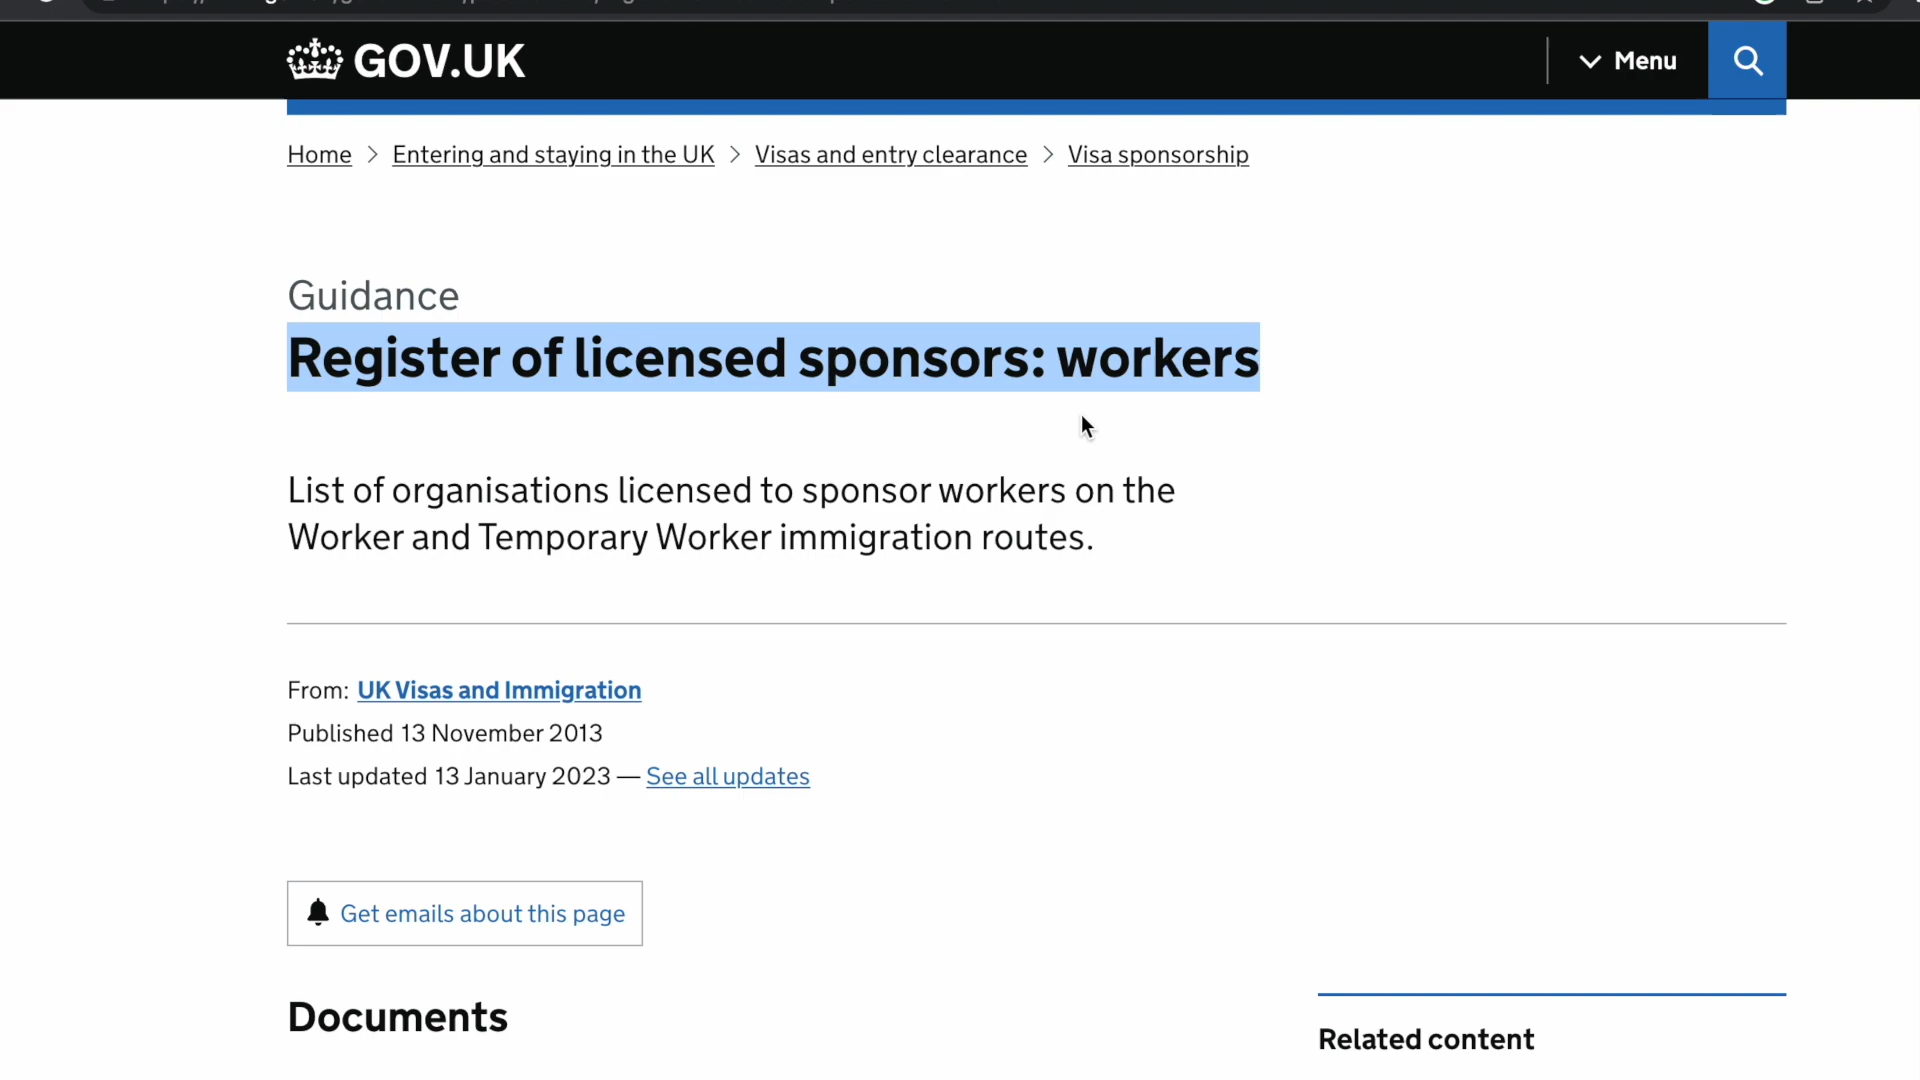 GOV.UK
Menu
Home > Entering and staying in the UK > Visas and entry clearance > Visa sponsorship
Guidance
Register of licensed sponsors: workers
List of organisations licensed to sponsor workers on the
Worker and Temporary Worker immigration routes.
From: UK Visas and Immigration
Published 13 November 2013
Last updated 13 January 2023 — See all updates
Get emails about this page
Documents
Related content